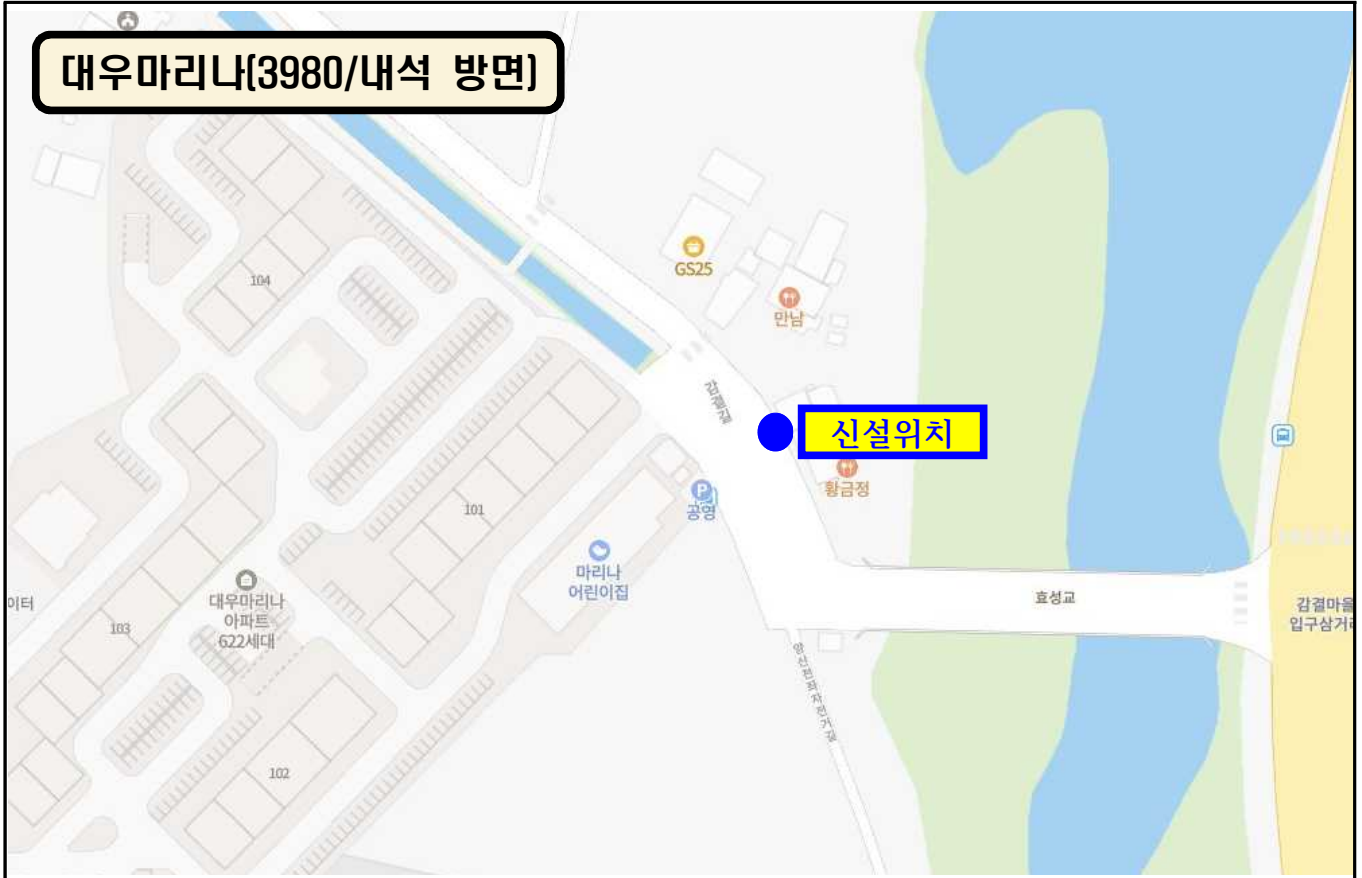 대우마리나(3980/내석 방면)
GS25
104
만남
감결길
신설위치
황금정
P
공영
101
마리나
어린이집
효성교
이터
대우마리나
아파트
622세대
103
감결마을
입구삼거리
양산천좌자전거길
102